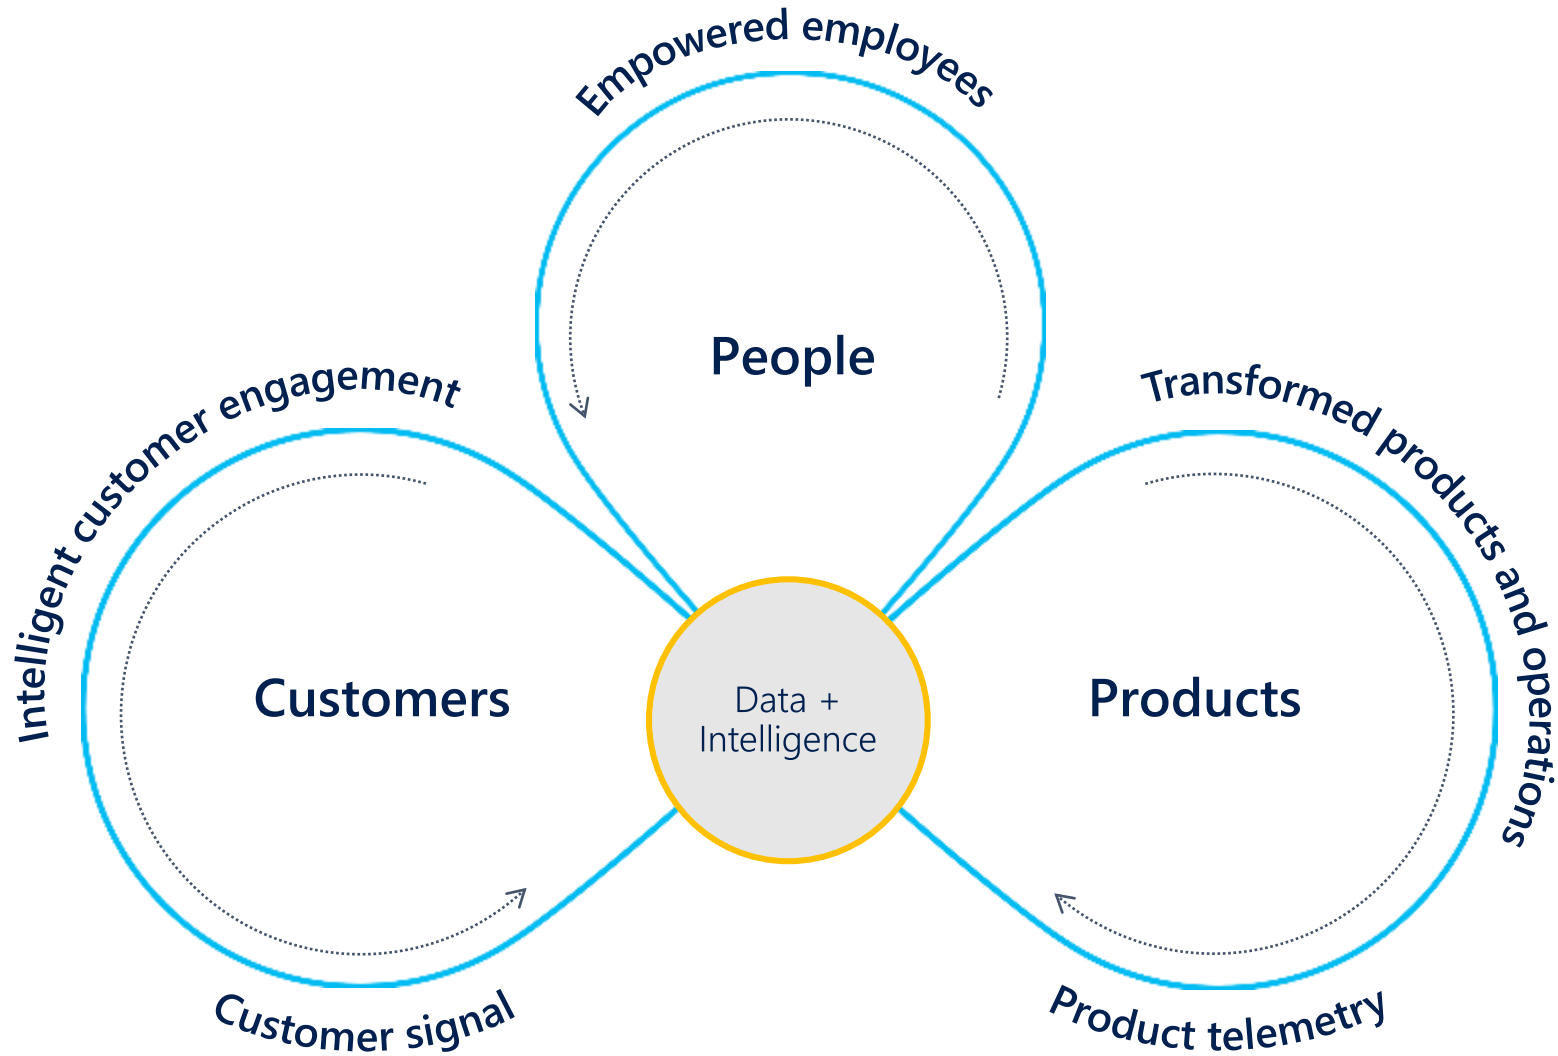 Empowered employees
People
Intelligent customer engagement
Customers
Customer signal
Data +
Intelligence
Transformed products and operations
Products
Product telemetry